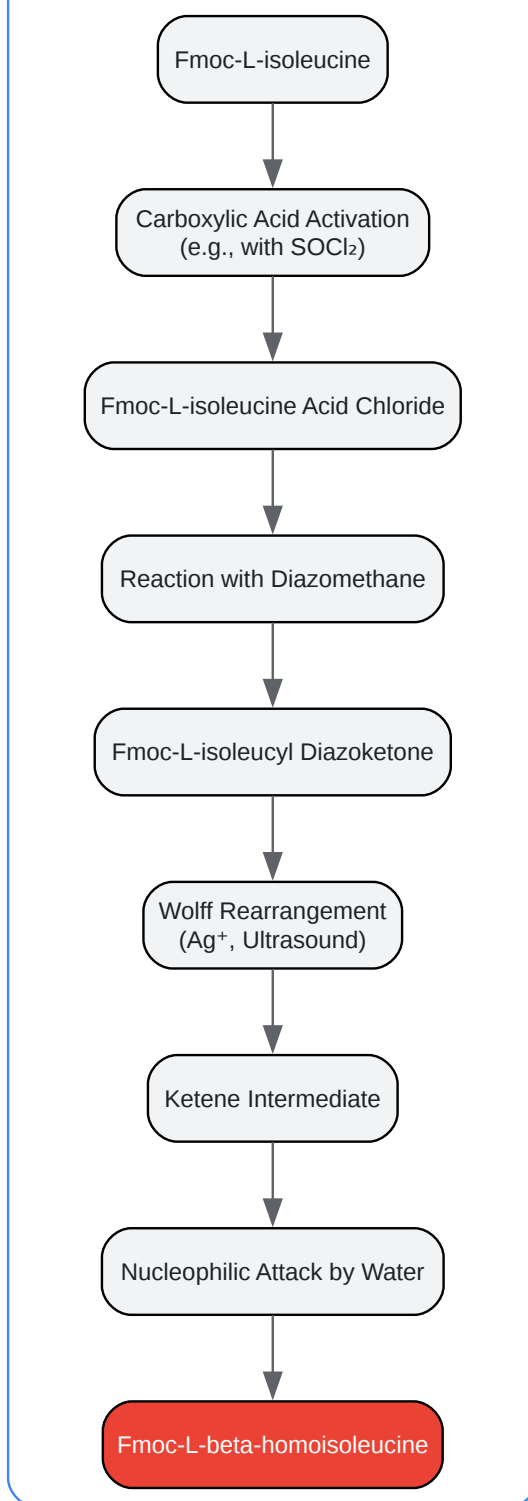 Fmoc-L-isoleucine
Carboxylic Acid Activation
(e.g., with SOCl₂)
Fmoc-L-isoleucine Acid Chloride
Reaction with Diazomethane
Fmoc-L-isoleucyl Diazoketone
Wolff Rearrangement
(Ag⁺, Ultrasound)
Ketene Intermediate
Nucleophilic Attack by Water
Fmoc-L-beta-homoisoleucine